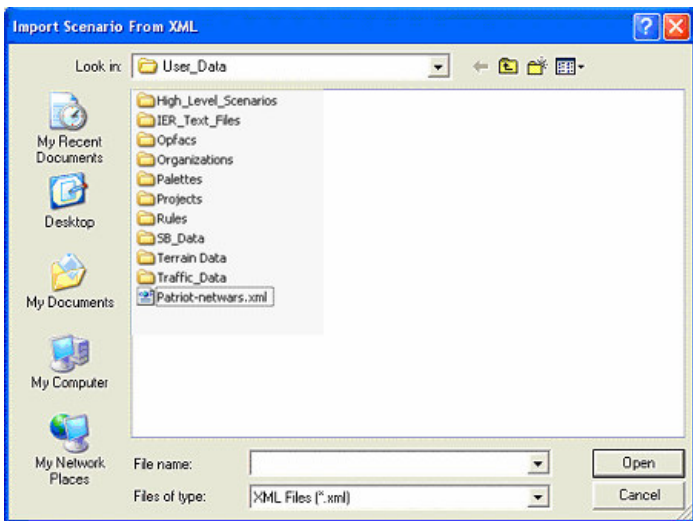 Import Scenario From XML
Look in:
User_Data
High_Level_Scenarios
IER_Text_Files
Opfacs
Organizations
Palettes
Projects
Rules
SB_Data
Terrain Data
Traffic_Data
Patriot-netwars.xml
My Recent
Documents
Desktop
My Documents
My Computer
My Network
Places
File name:
Open
Files of type:
XML Files (*.xml)
Cancel